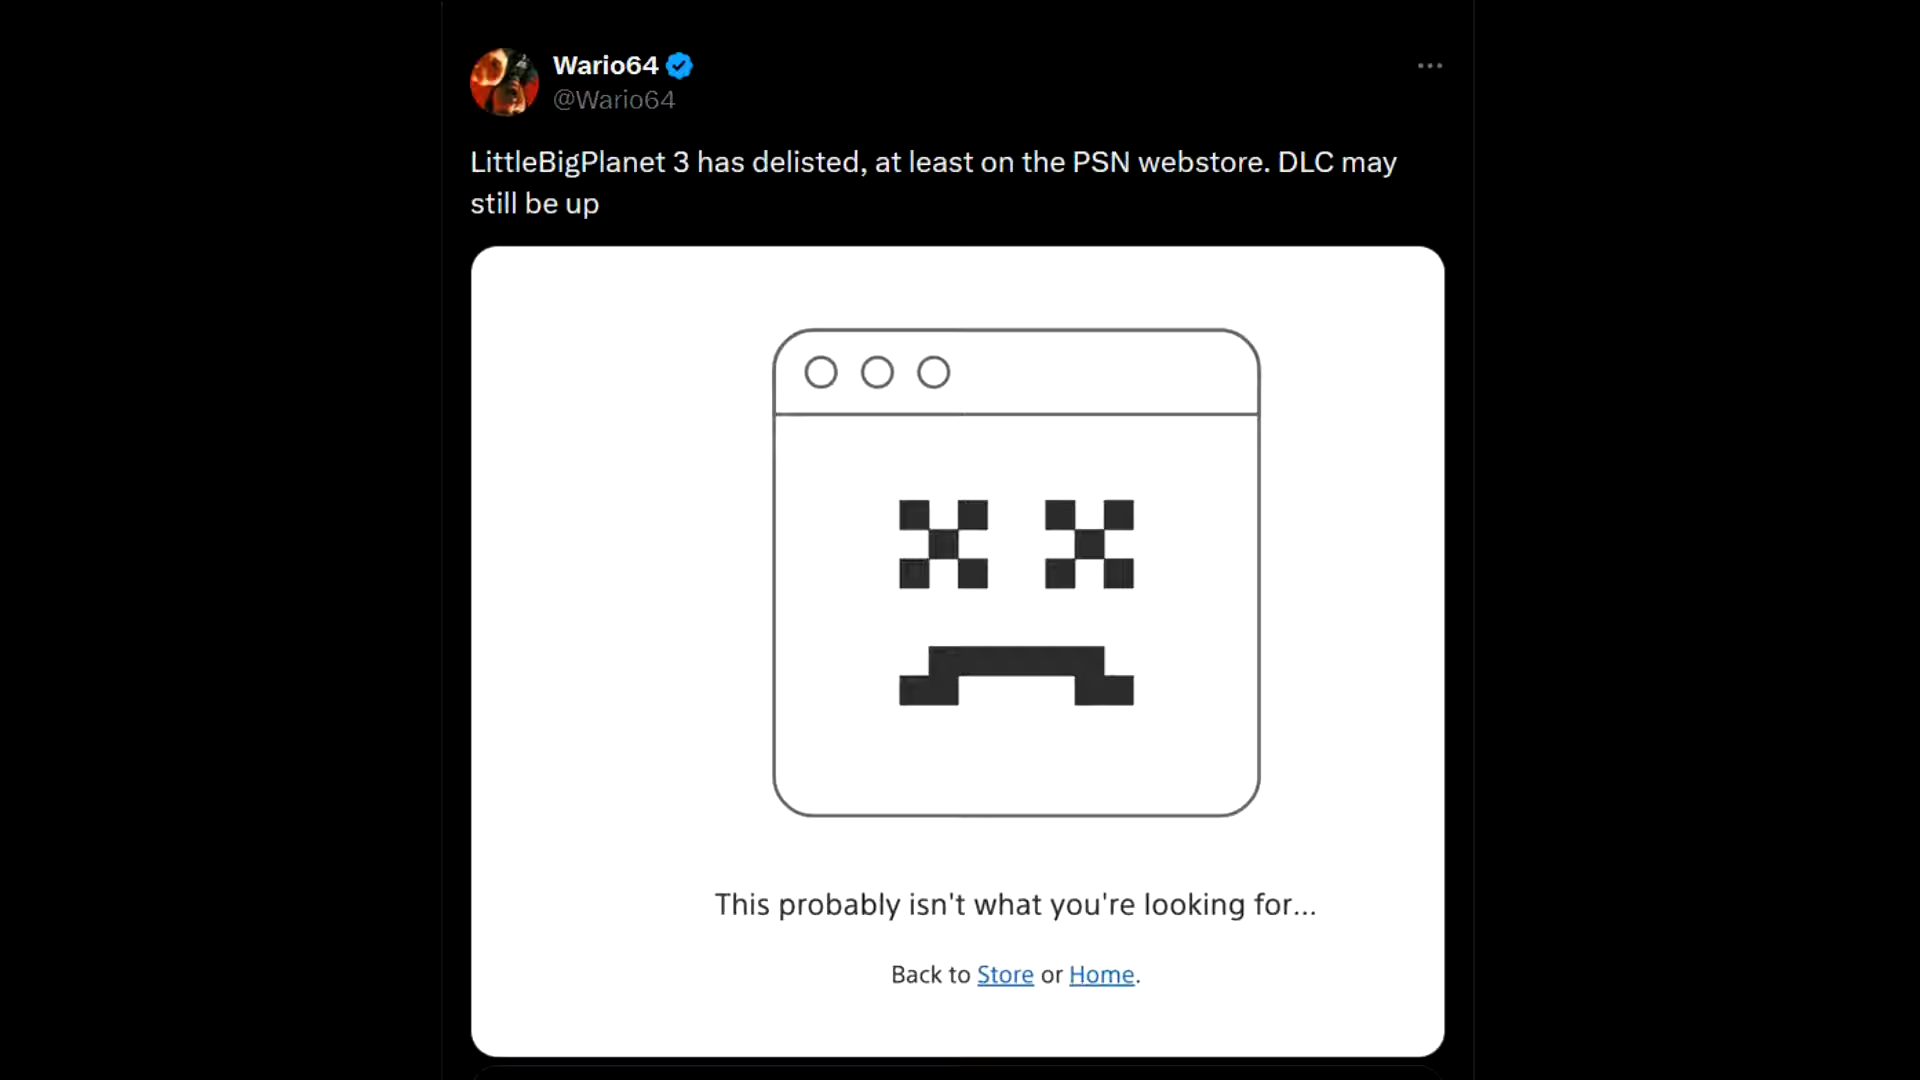 Wario64
@Wario64
LittleBigPlanet 3 has delisted, at least on the PSN webstore. DLC may
still be up
This probably isn't what you're looking for...
Back to Store or Home.